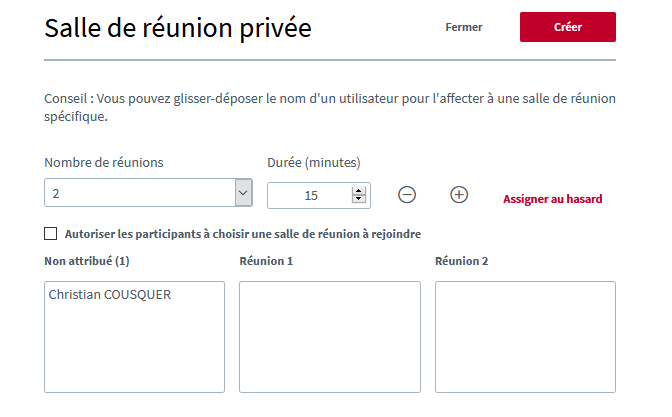 Salle de réunion privée
Fermer
Créer
Conseil : Vous pouvez glisser-déposer le nom d'un utilisateur pour l'affecter à une salle de réunion
spécifique.
Nombre de réunions
Durée (minutes)
2
15
Assigner au hasard
Autoriser les participants à choisir une salle de réunion à rejoindre
Non attribué (1)
Réunion 1
Réunion 2
Christian COUSQUER